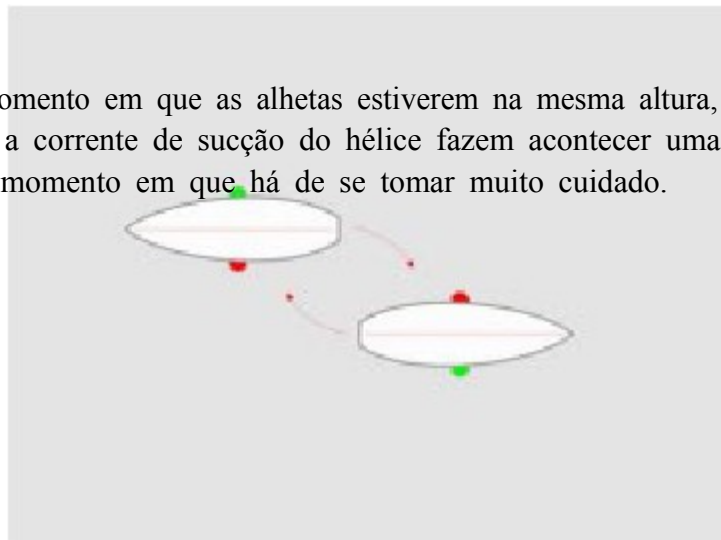 omento em que as alhetas estiverem na mesma altura,
a corrente de sucção do hélice fazem acontecer uma
momento em que há de se tomar muito cuidado.